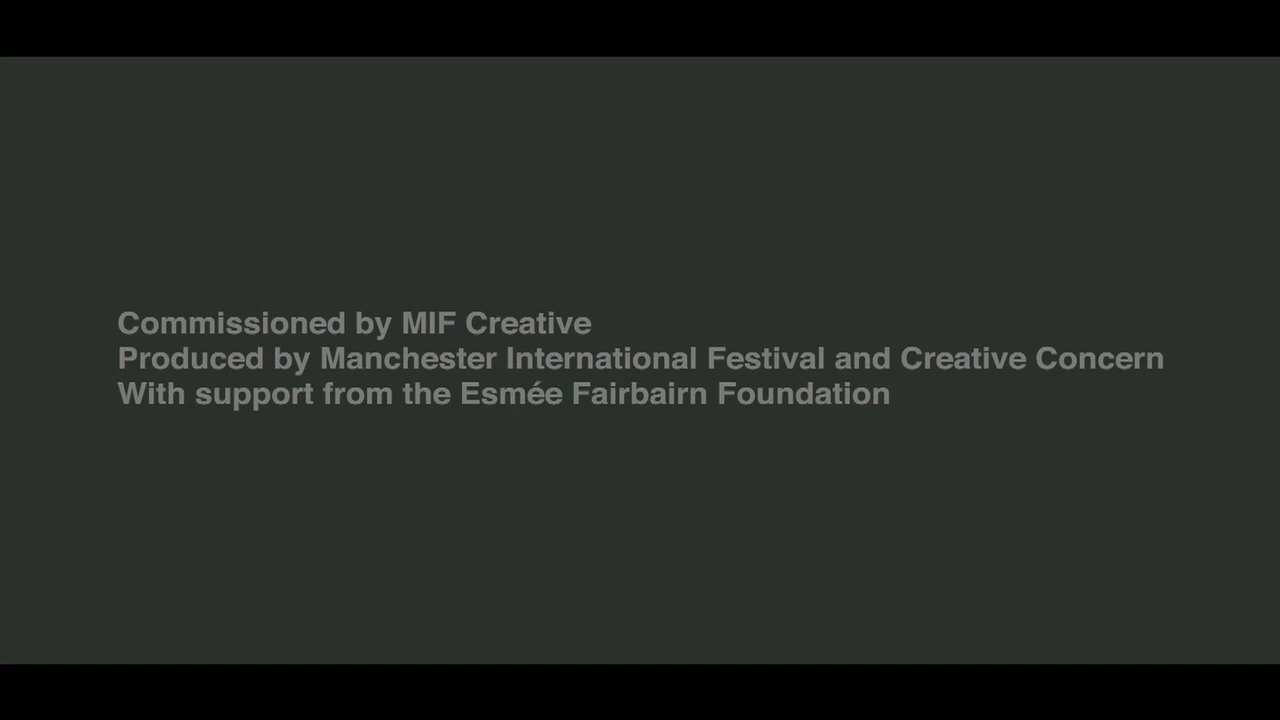 Commissioned by MIF Creative
Produced by Manchester International Festival and Creative Concern
With support from the Esmée Fairbairn Foundation